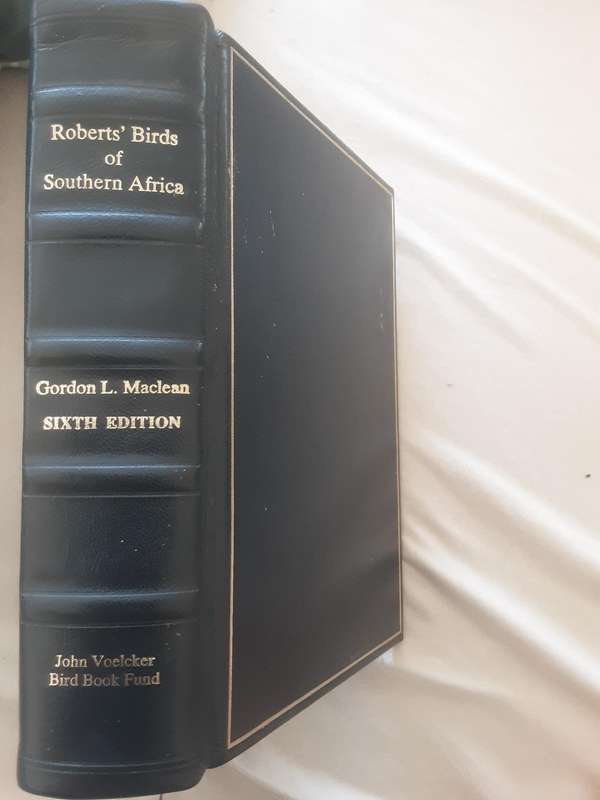 Roberts' Birds
of
Southern Africa
Gordon L. Maclean
SIXTH EDITION
John Voelcker
Bird Book Fund